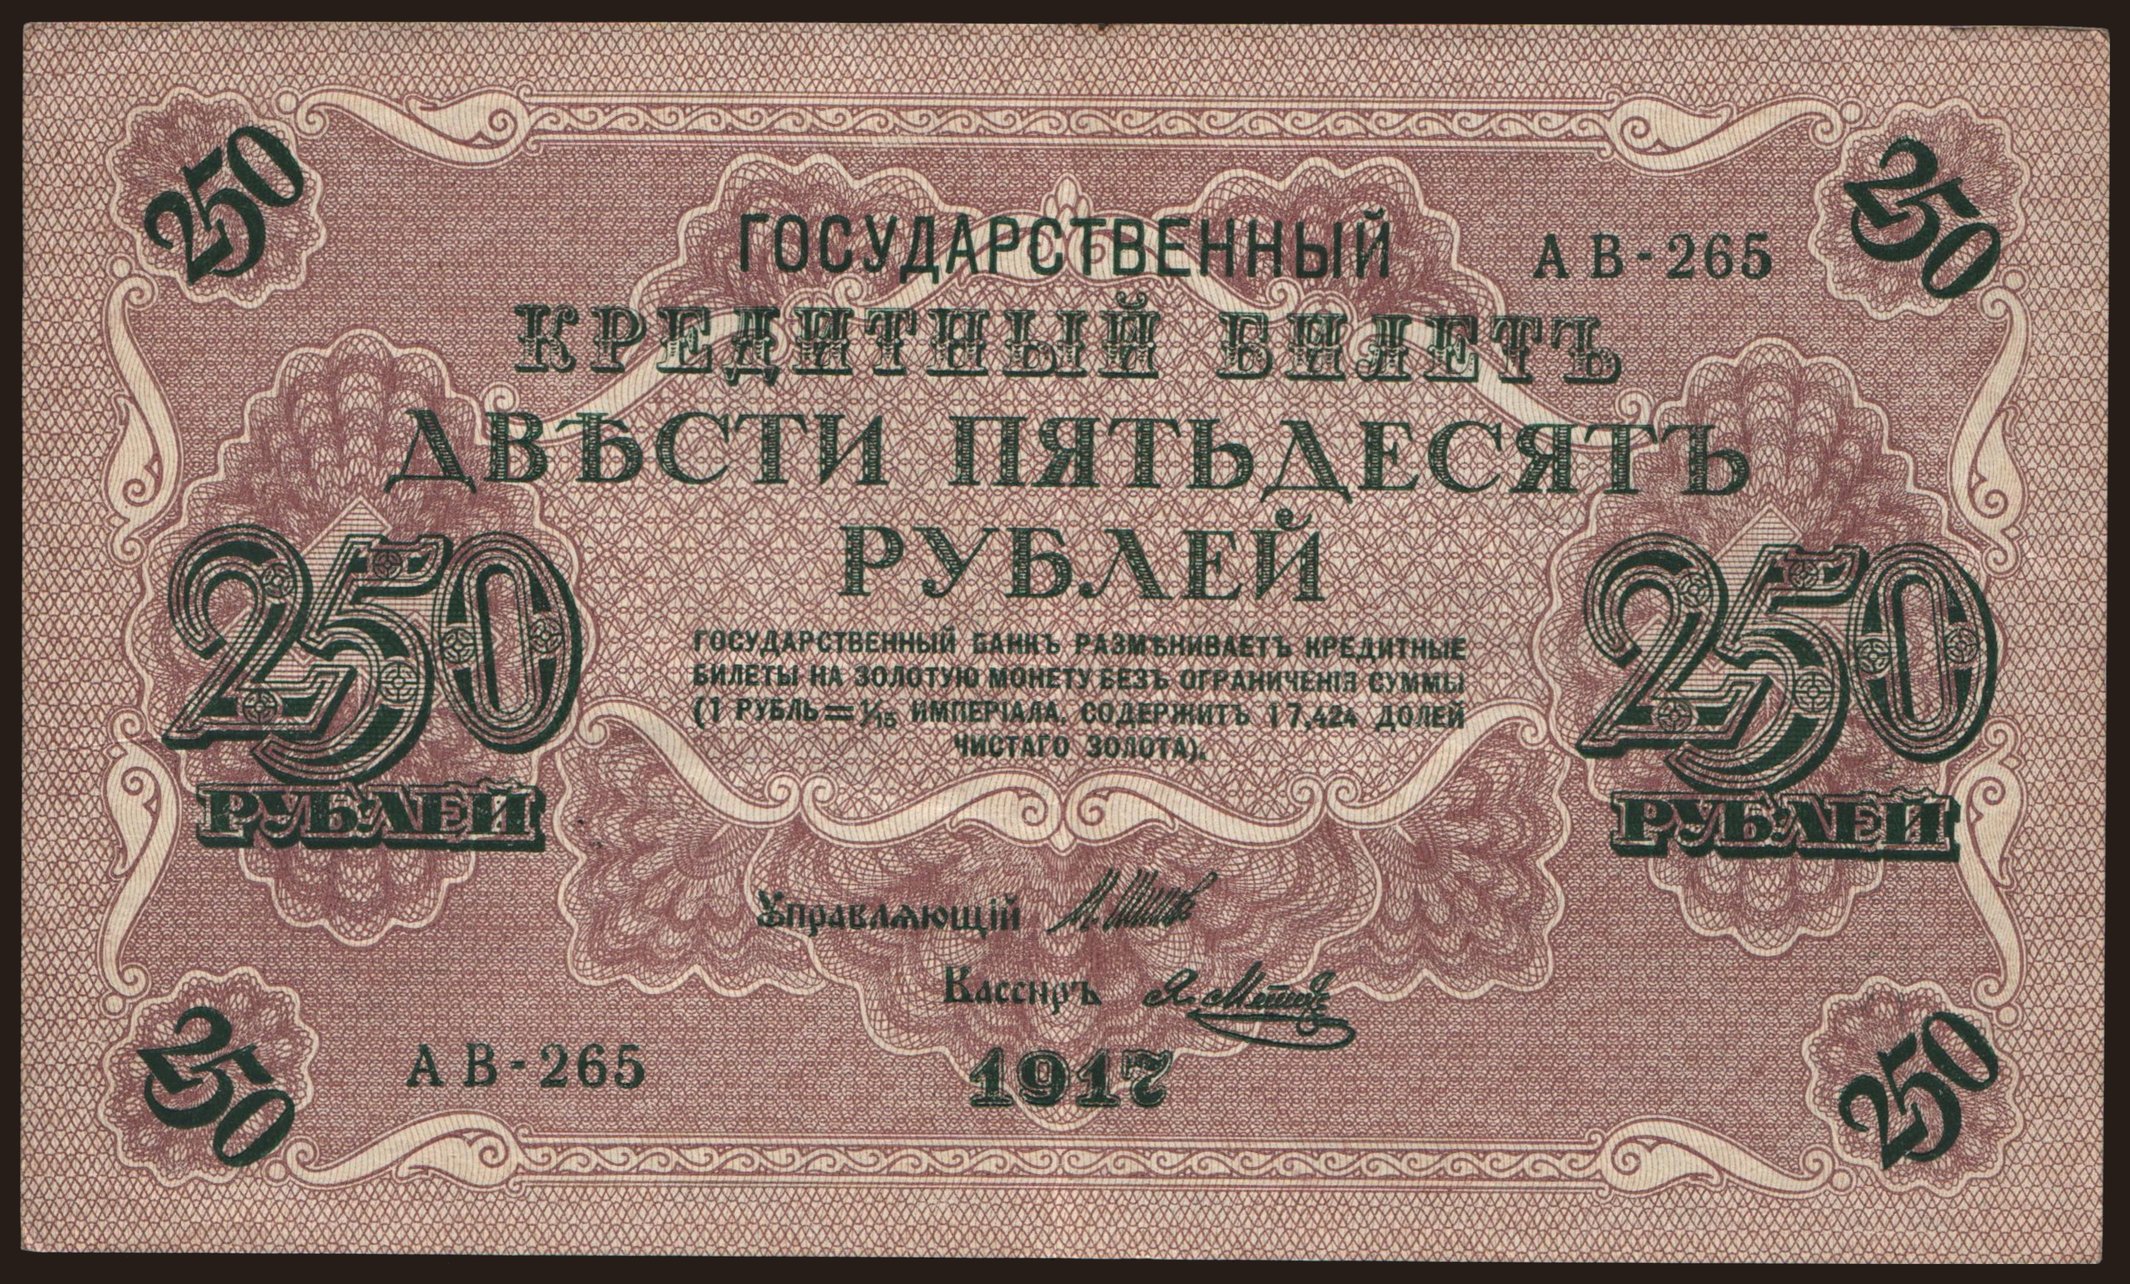 250
250
ГОСУДАРСТВЕННЫЙ
АВ-265
КРЕДИТНЫЙ БИЛЕТЪ
ДВѢСТИ ПЯТЬДЕСЯТЪ
РУБЛЕЙ
250
РУБЛЕЙ
ГОСУДАРСТВЕННЫЙ БАНКЪ РАЗМѢНИВАЕТЪ КРЕДИТНЫЕ
БИЛЕТЫ НА ЗОЛОТУЮ МОНЕТУ БЕЗЪ ОГРАНИЧЕНІЯ СУММЫ
(1 РУБЛЬ = 1/15 ИМПЕРІАЛА, СОДЕРЖИТЪ 17,424 ДОЛЕЙ
ЧИСТАГО ЗОЛОТА).
250
РУБЛЕЙ
Управляющій
Кассиръ
АВ-265
1917
250
250